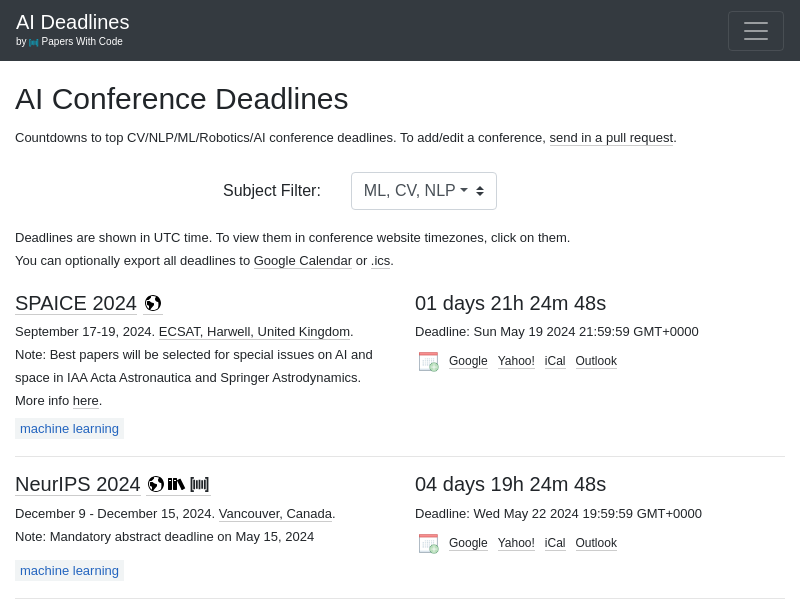 AI Deadlines
by Papers With Code
AI Conference Deadlines
Countdowns to top CV/NLP/ML/Robotics/AI conference deadlines. To add/edit a conference, send in a pull request.
Subject Filter: ML, CV, NLP
Deadlines are shown in UTC time. To view them in conference website timezones, click on them.
You can optionally export all deadlines to Google Calendar or .ics.
SPAICE 2024
September 17-19, 2024. ECSAT, Harwell, United Kingdom.
Note: Best papers will be selected for special issues on AI and
space in IAA Acta Astronautica and Springer Astrodynamics.
More info here.
machine learning
01 days 21h 24m 48s
Deadline: Sun May 19 2024 21:59:59 GMT+0000
Google Yahoo! iCal Outlook
NeurIPS 2024
December 9 - December 15, 2024. Vancouver, Canada.
Note: Mandatory abstract deadline on May 15, 2024
machine learning
04 days 19h 24m 48s
Deadline: Wed May 22 2024 19:59:59 GMT+0000
Google Yahoo! iCal Outlook